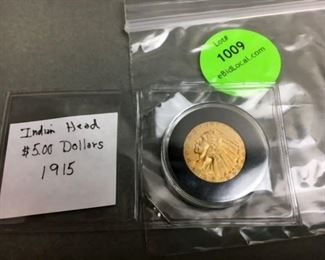 Indian Head
$5.00 Dollars
1915
Lot#
1009
eBidLocal.com